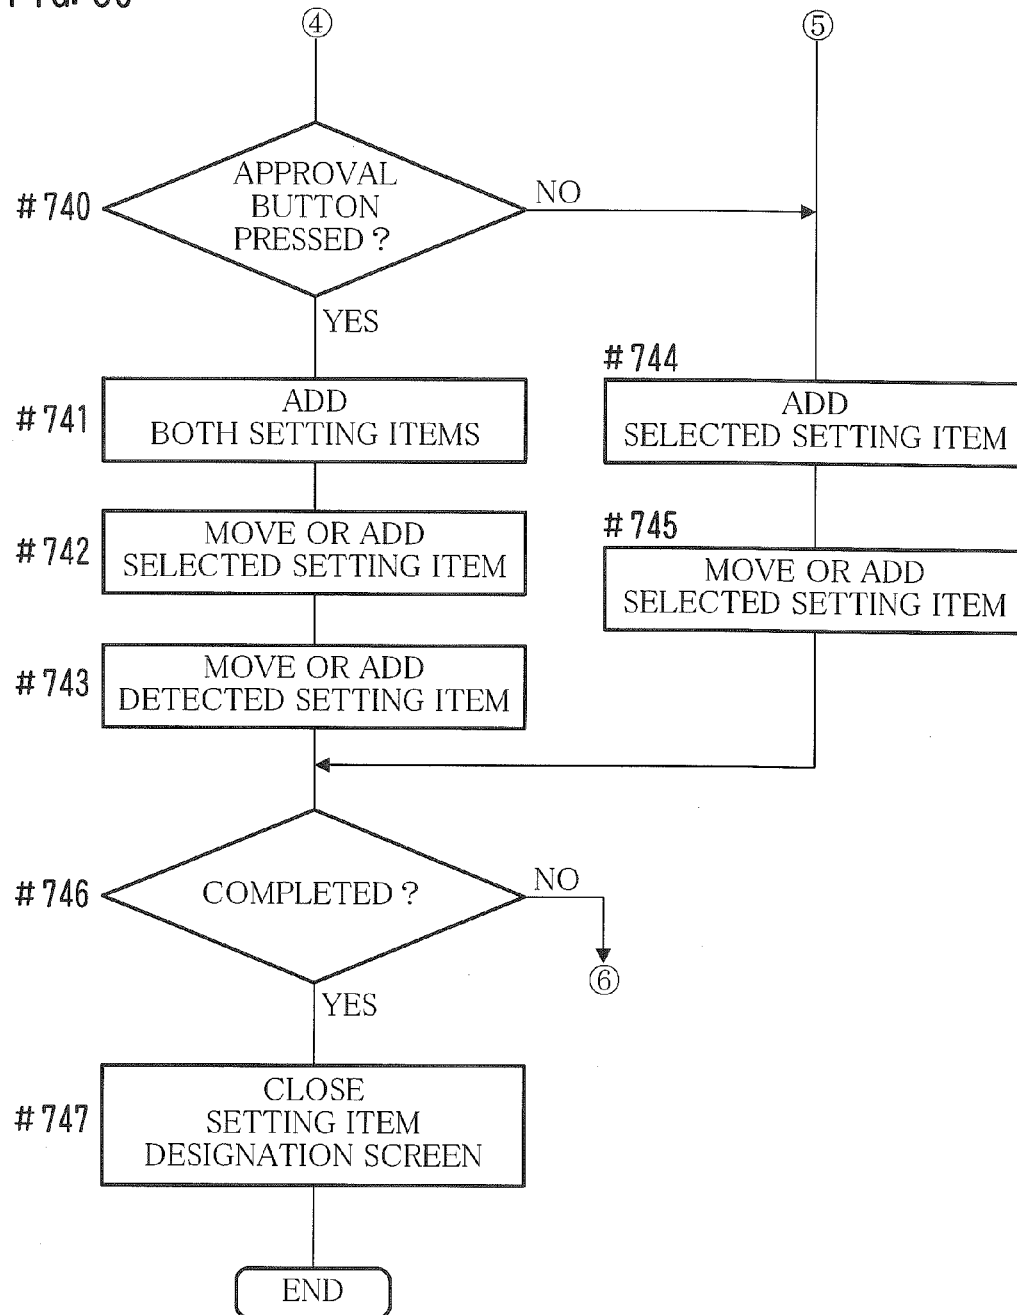 ④
⑤
#740
APPROVAL
BUTTON
PRESSED ?
NO
YES
#741
ADD
BOTH SETTING ITEMS
#744
ADD
SELECTED SETTING ITEM
#742
MOVE OR ADD
SELECTED SETTING ITEM
#745
MOVE OR ADD
SELECTED SETTING ITEM
#743
MOVE OR ADD
DETECTED SETTING ITEM
#746
COMPLETED ?
NO
⑥
YES
#747
CLOSE
SETTING ITEM
DESIGNATION SCREEN
END